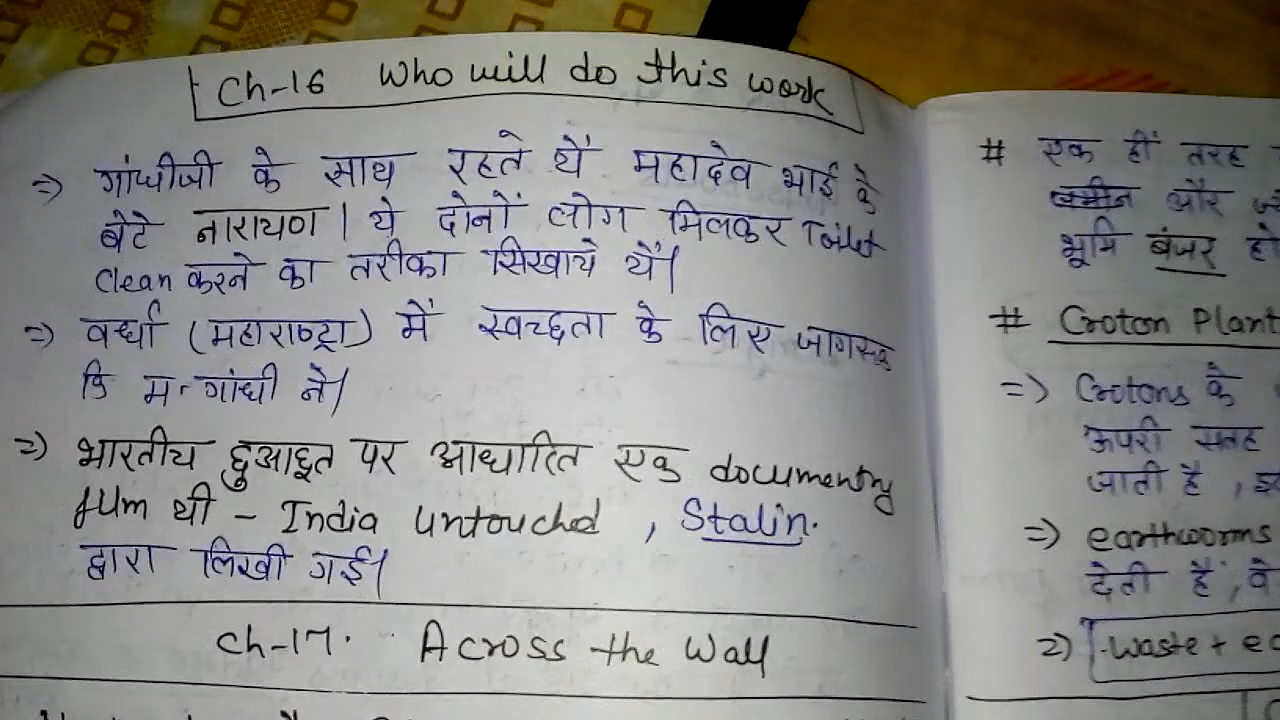 Ch-16 Who will do this work
=> गांधीजी के साथ रहते थें महादेव भाई के
बेटे नारायण। ये दोनों लोग मिलकर Toilet
Clean करने का तरीका सिखाये थें।
=> वर्धा (महाराष्ट्रा) में स्वच्छता के लिए जागरूक
कि म. गांधी ने।
=> भारतीय छुआछूत पर आधारित एक documentry
film थी - India Untouched, Stalin.
द्वारा लिखी गई।
Ch-17. Across the Wall
# एक हीं तरह
जमीन और
भूमि बंजर हो
# Croton Plant
=> Crotons के
ऊपरी सतह
जाती है,
=> earthworms
देती हैं, वे
2) waste +